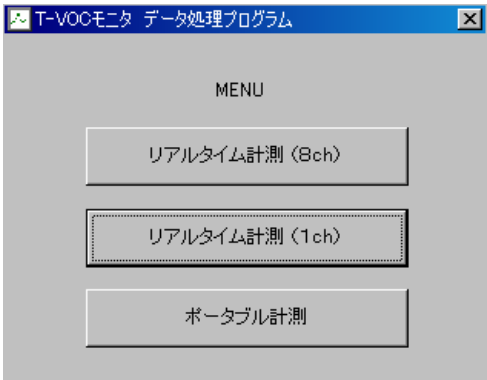 T-VOCモニタ データ処理プログラム
MENU
リアルタイム計測(8ch)
リアルタイム計測(1ch)
ポータブル計測